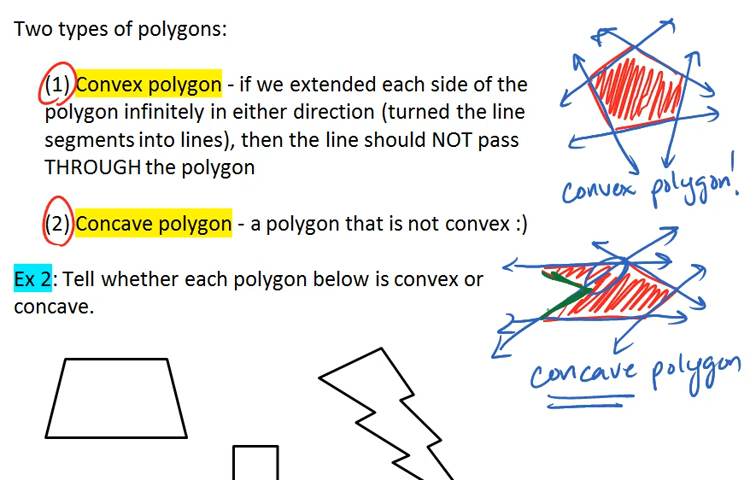 Two types of polygons:
(1) Convex polygon - if we extended each side of the
polygon infinitely in either direction (turned the line
segments into lines), then the line should NOT pass
THROUGH the polygon
convex polygon!
(2) Concave polygon - a polygon that is not convex :)
Ex 2: Tell whether each polygon below is convex or
concave.
concave polygon